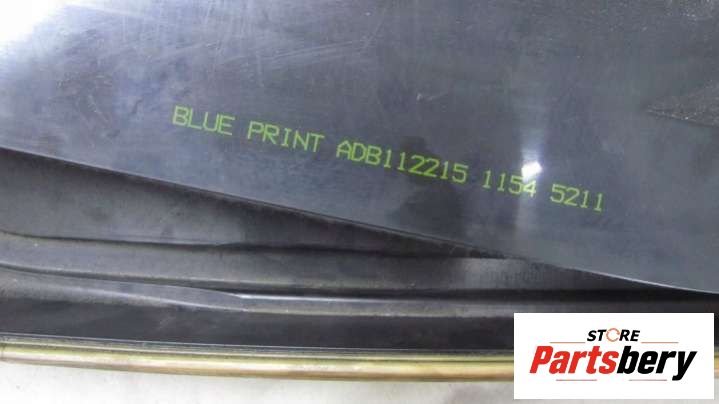 BLUE PRINT ADB112215 1154 5211
STORE
Partsbery